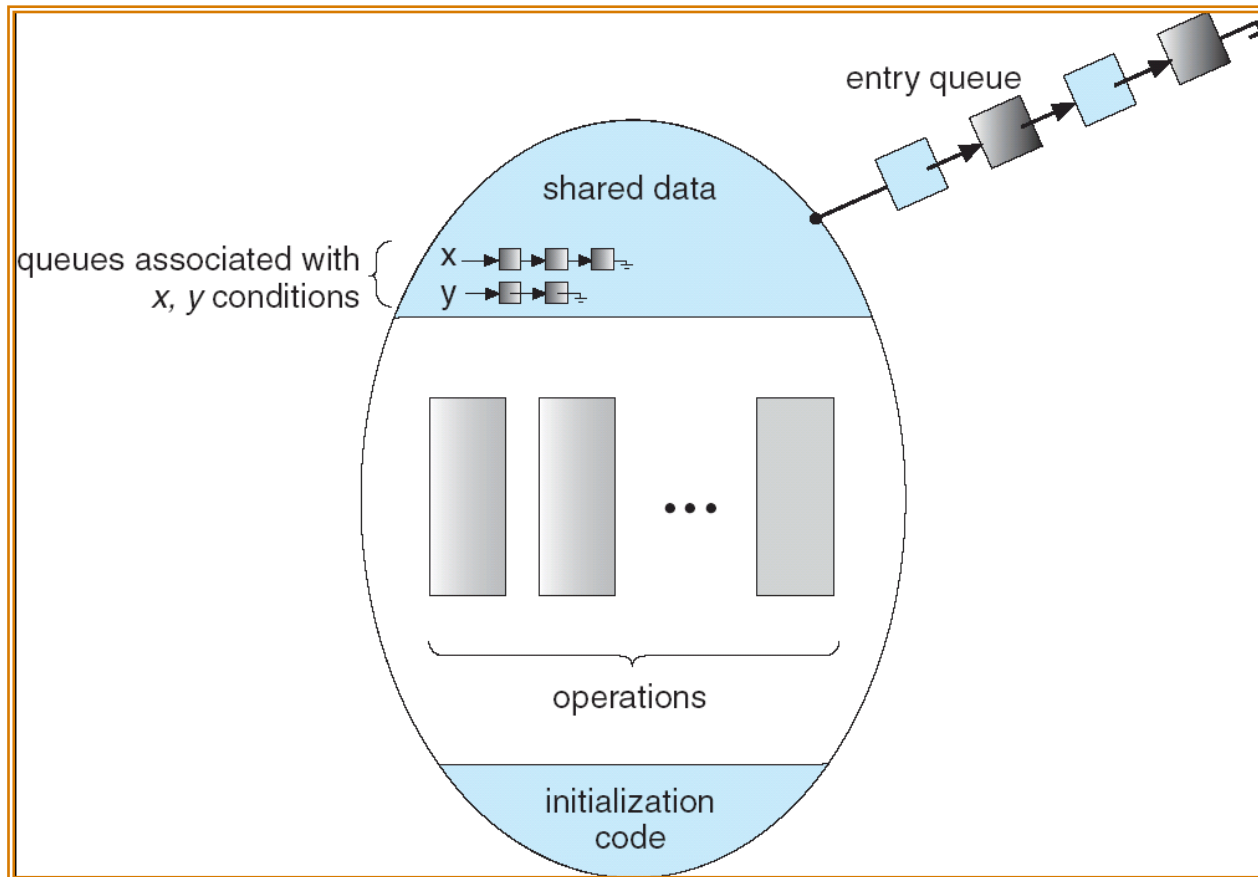 entry queue
shared data
queues associated with
x, y conditions
x
y
operations
initialization
code